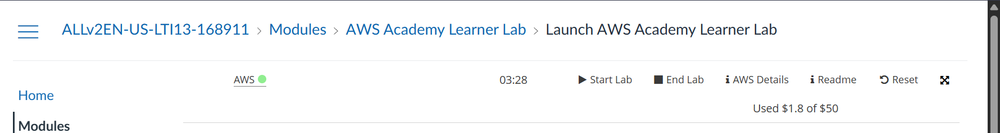 ALLv2EN-US-LTI13-168911 > Modules > AWS Academy Learner Lab > Launch AWS Academy Learner Lab
AWS 03:28 Start Lab End Lab AWS Details Readme Reset
Used $1.8 of $50
Home
Modules